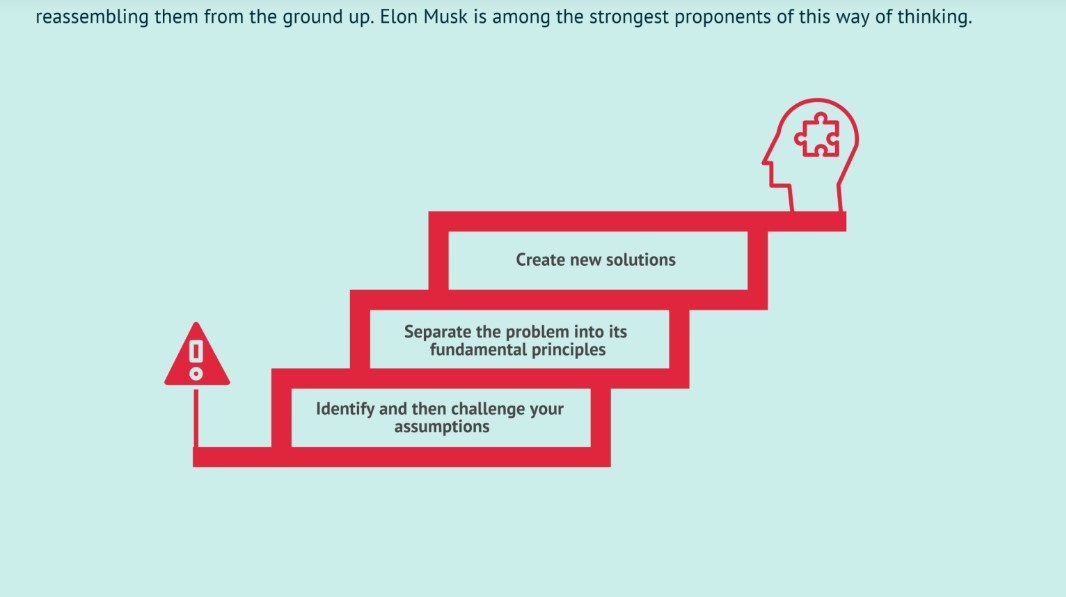 reassembling them from the ground up. Elon Musk is among the strongest proponents of this way of thinking.
Create new solutions
Separate the problem into its
fundamental principles
Identify and then challenge your
assumptions